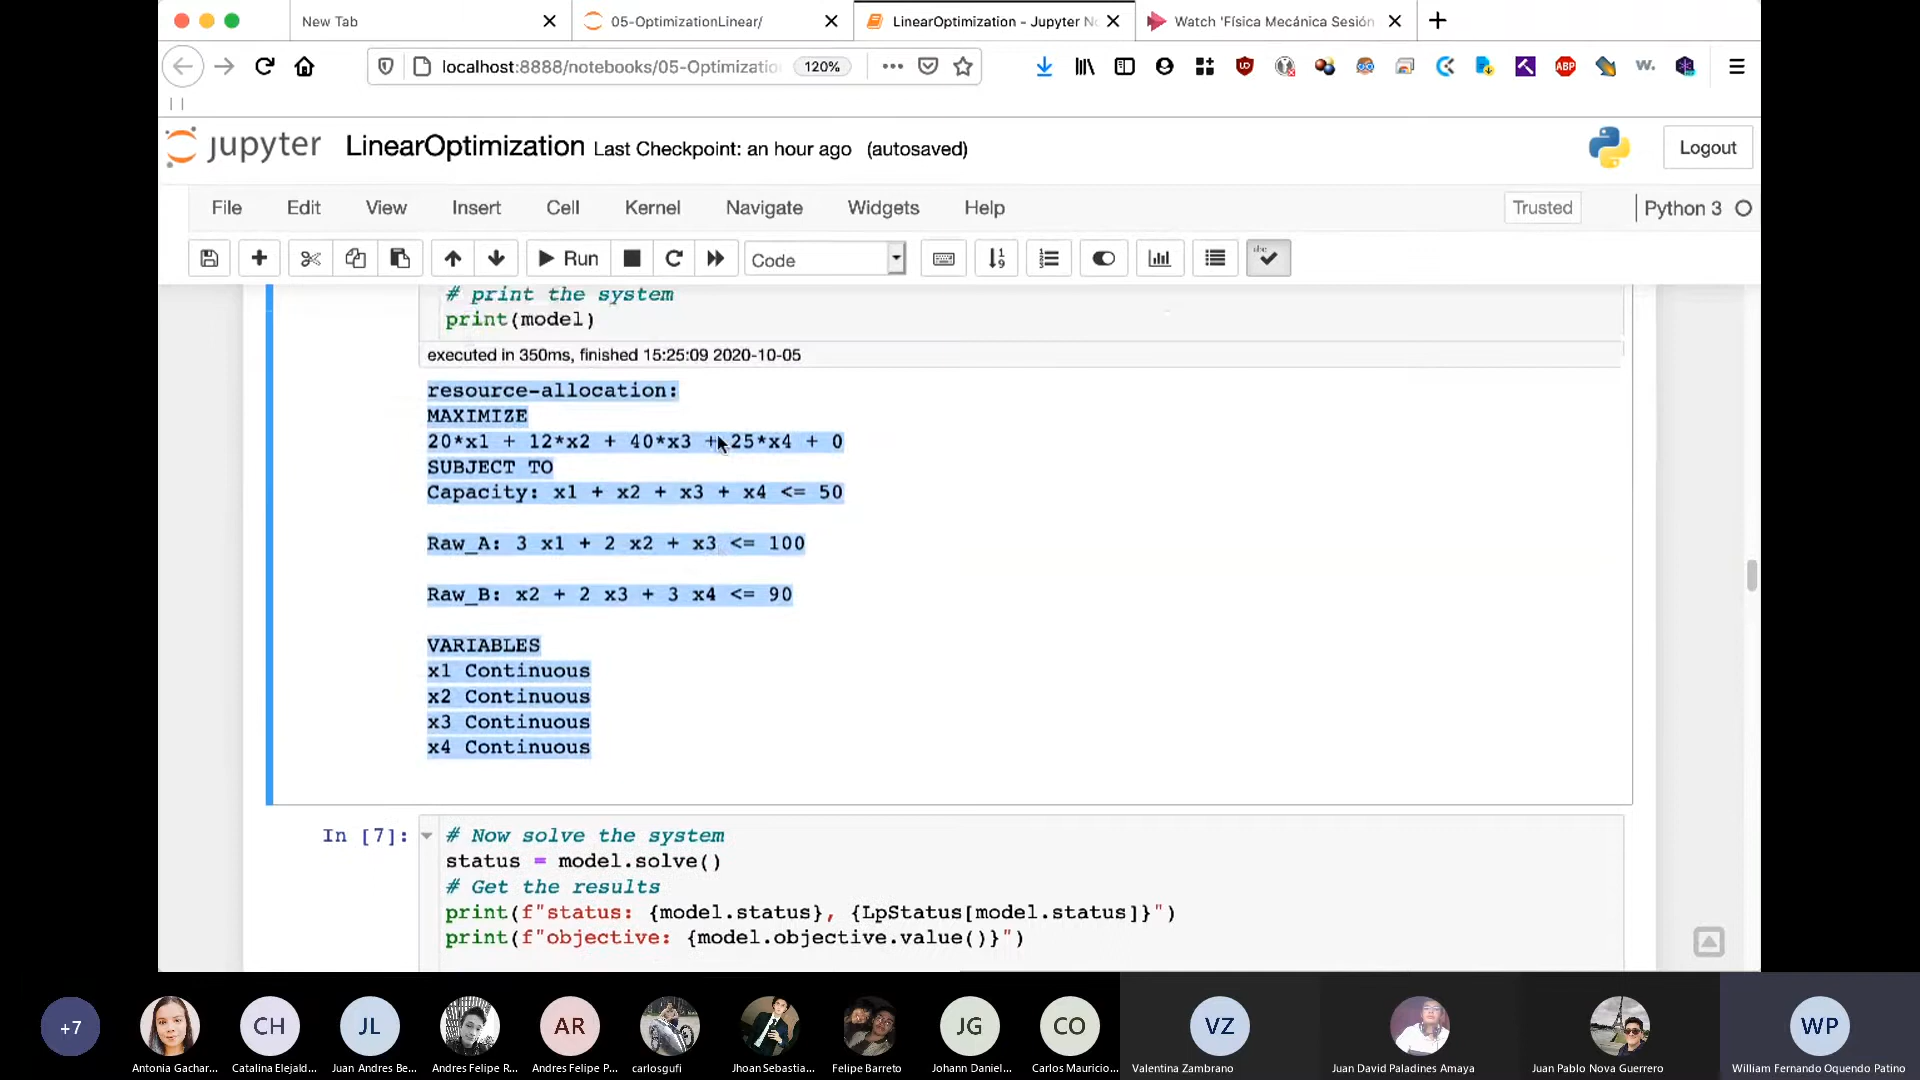 New Tab
05-OptimizationLinear/
LinearOptimization - Jupyter N
Watch 'Física Mecánica Sesión
localhost:8888/notebooks/05-Optimizatio
120%
ABP
w.
jupyter
LinearOptimization Last Checkpoint: an hour ago (autosaved)
Logout
File Edit View Insert Cell Kernel Navigate Widgets Help
Trusted
Python 3
Run
Code
abc
# print the system
print(model)
executed in 350ms, finished 15:25:09 2020-10-05
resource-allocation:
MAXIMIZE
20*x1 + 12*x2 + 40*x3 + 25*x4 + 0
SUBJECT TO
Capacity: x1 + x2 + x3 + x4 <= 50
Raw_A: 3 x1 + 2 x2 + x3 <= 100
Raw_B: x2 + 2 x3 + 3 x4 <= 90
VARIABLES
x1 Continuous
x2 Continuous
x3 Continuous
x4 Continuous
In [7]:
# Now solve the system
status = model.solve()
# Get the results
print(f"status: {model.status}, {LpStatus[model.status]}")
print(f"objective: {model.objective.value()}")
+7 CH JL AR JG CO VZ WP
Antonia Gachar... Catalina Elejald... Juan Andres Be... Andres Felipe R... Andres Felipe P... carlosgufi Jhoan Sebastia... Felipe Barreto Johann Daniel... Carlos Mauricio... Valentina Zambrano Juan David Paladines Amaya Juan Pablo Nova Guerrero William Fernando Oquendo Patino